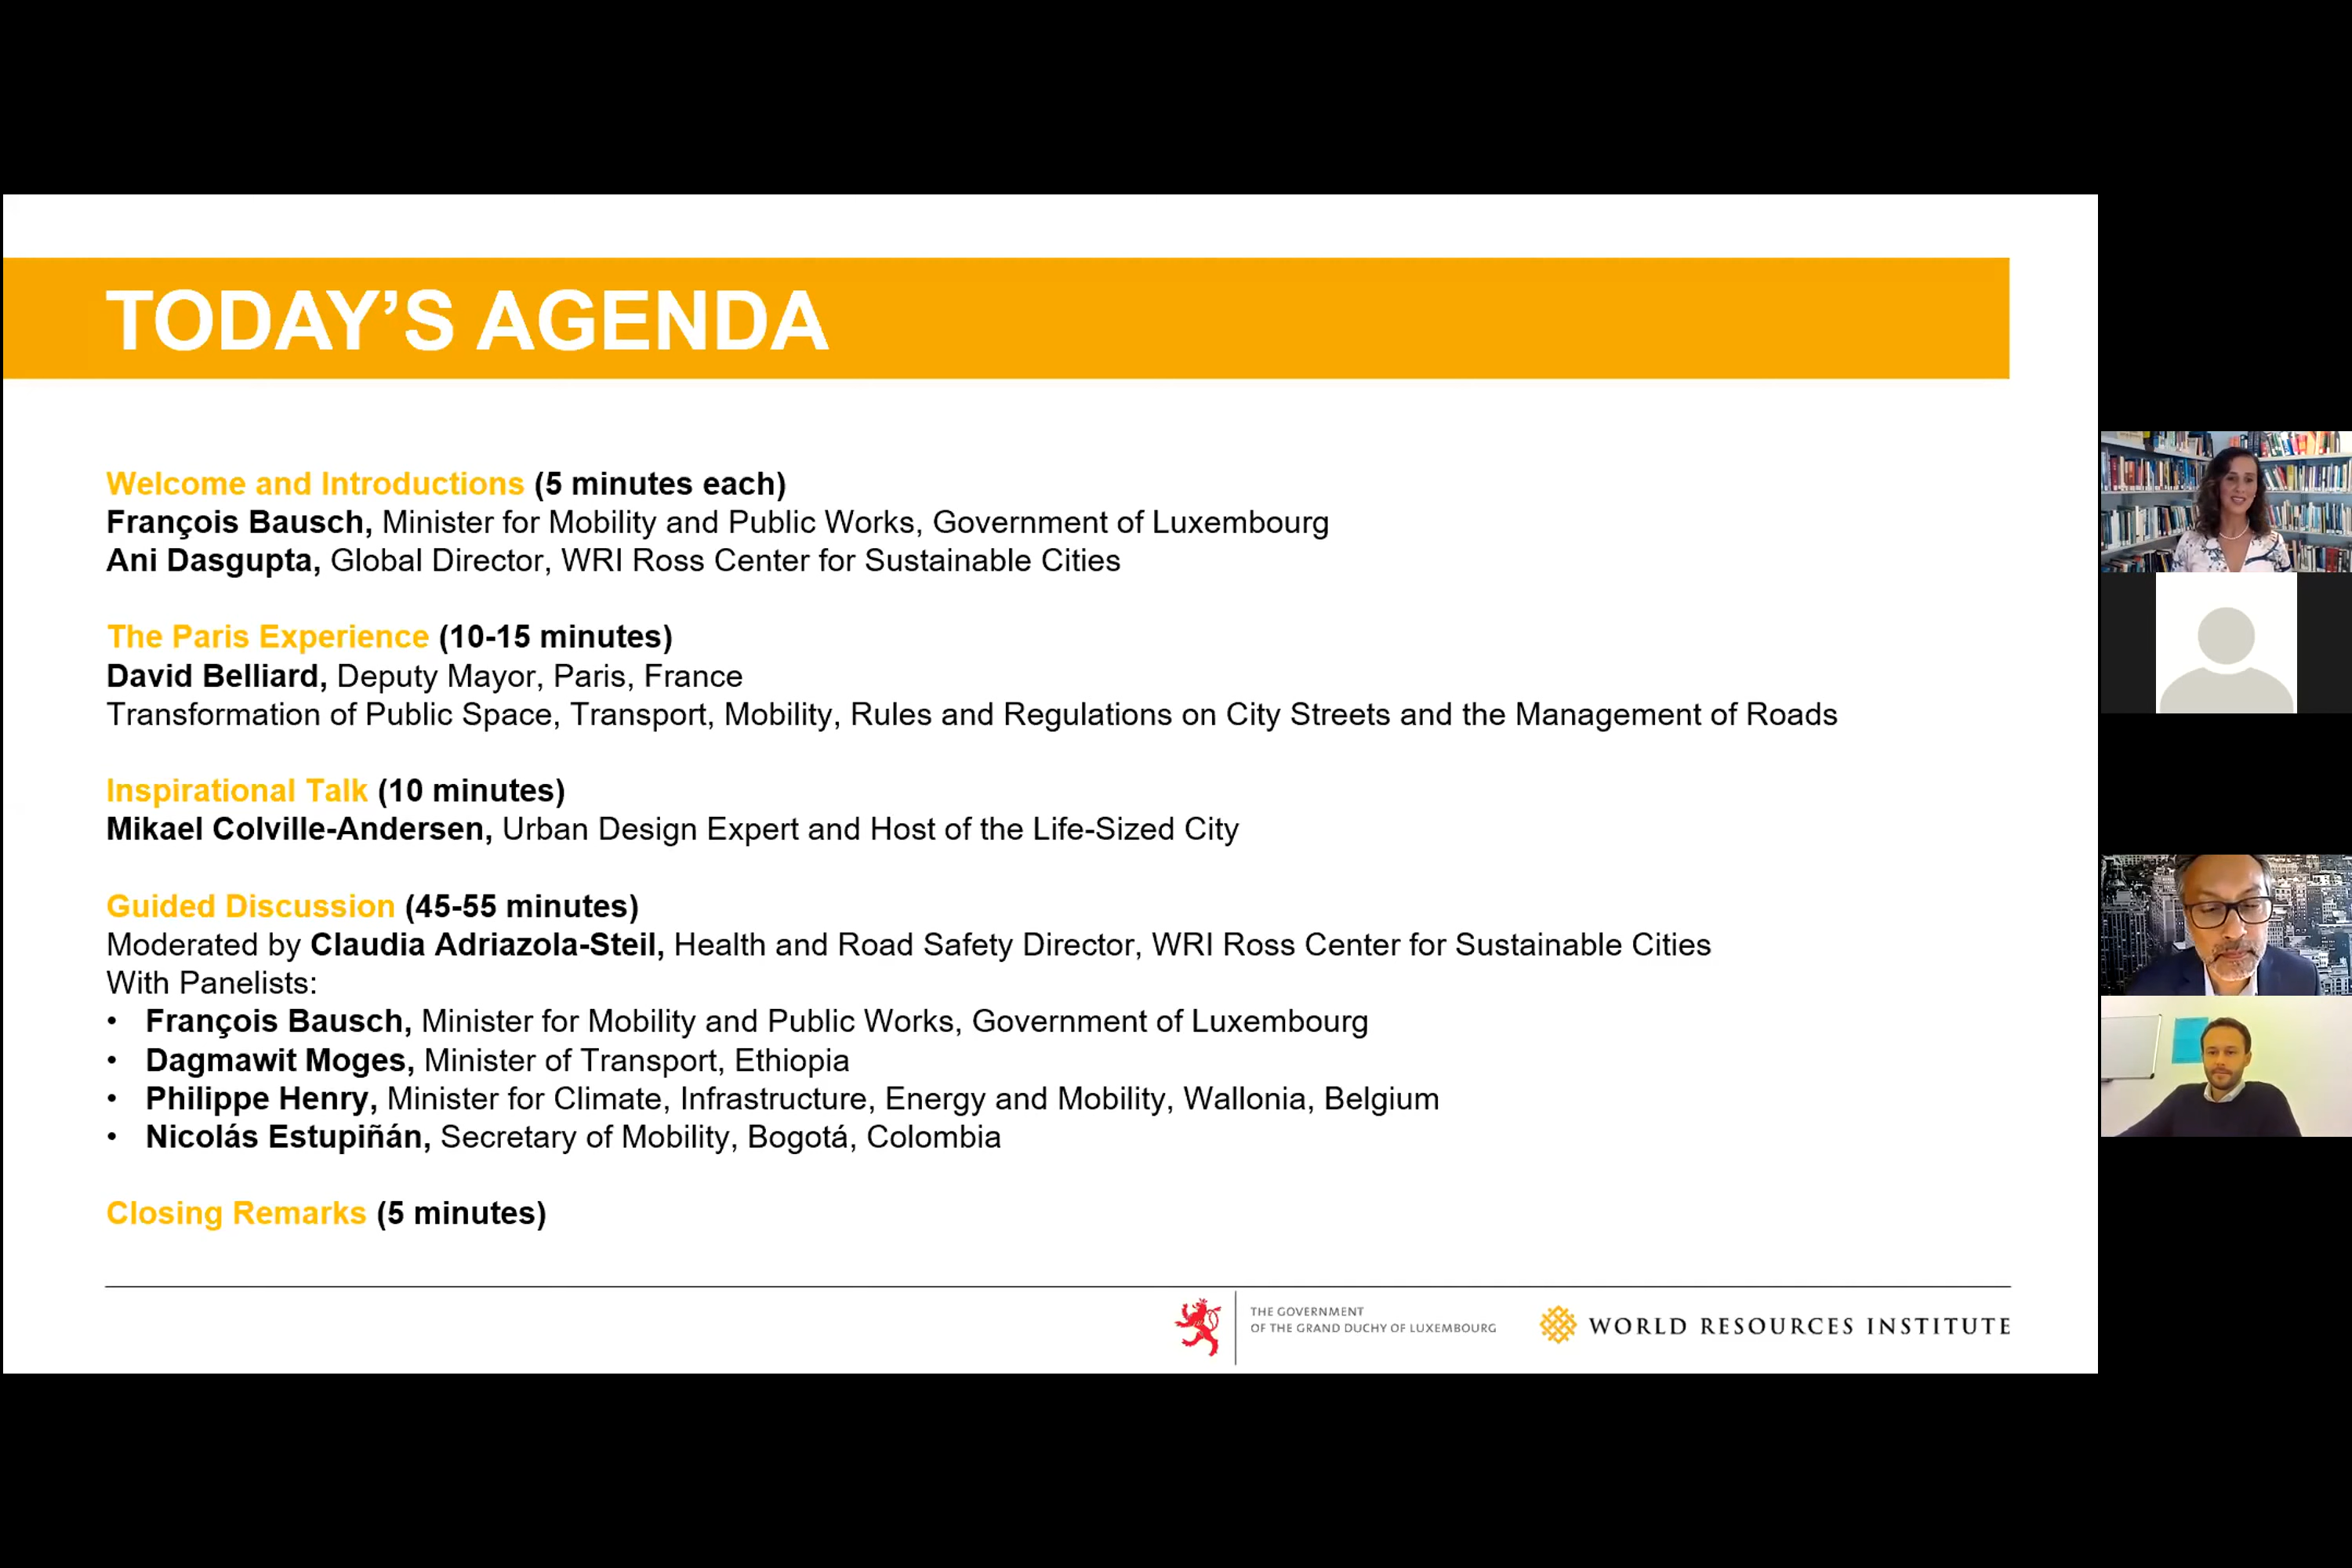 TODAY’S AGENDA
Welcome and Introductions (5 minutes each)
François Bausch, Minister for Mobility and Public Works, Government of Luxembourg
Ani Dasgupta, Global Director, WRI Ross Center for Sustainable Cities
The Paris Experience (10-15 minutes)
David Belliard, Deputy Mayor, Paris, France
Transformation of Public Space, Transport, Mobility, Rules and Regulations on City Streets and the Management of Roads
Inspirational Talk (10 minutes)
Mikael Colville-Andersen, Urban Design Expert and Host of the Life-Sized City
Guided Discussion (45-55 minutes)
Moderated by Claudia Adriazola-Steil, Health and Road Safety Director, WRI Ross Center for Sustainable Cities
With Panelists:
• François Bausch, Minister for Mobility and Public Works, Government of Luxembourg
• Dagmawit Moges, Minister of Transport, Ethiopia
• Philippe Henry, Minister for Climate, Infrastructure, Energy and Mobility, Wallonia, Belgium
• Nicolás Estupiñán, Secretary of Mobility, Bogotá, Colombia
Closing Remarks (5 minutes)
THE GOVERNMENT
OF THE GRAND DUCHY OF LUXEMBOURG
WORLD RESOURCES INSTITUTE